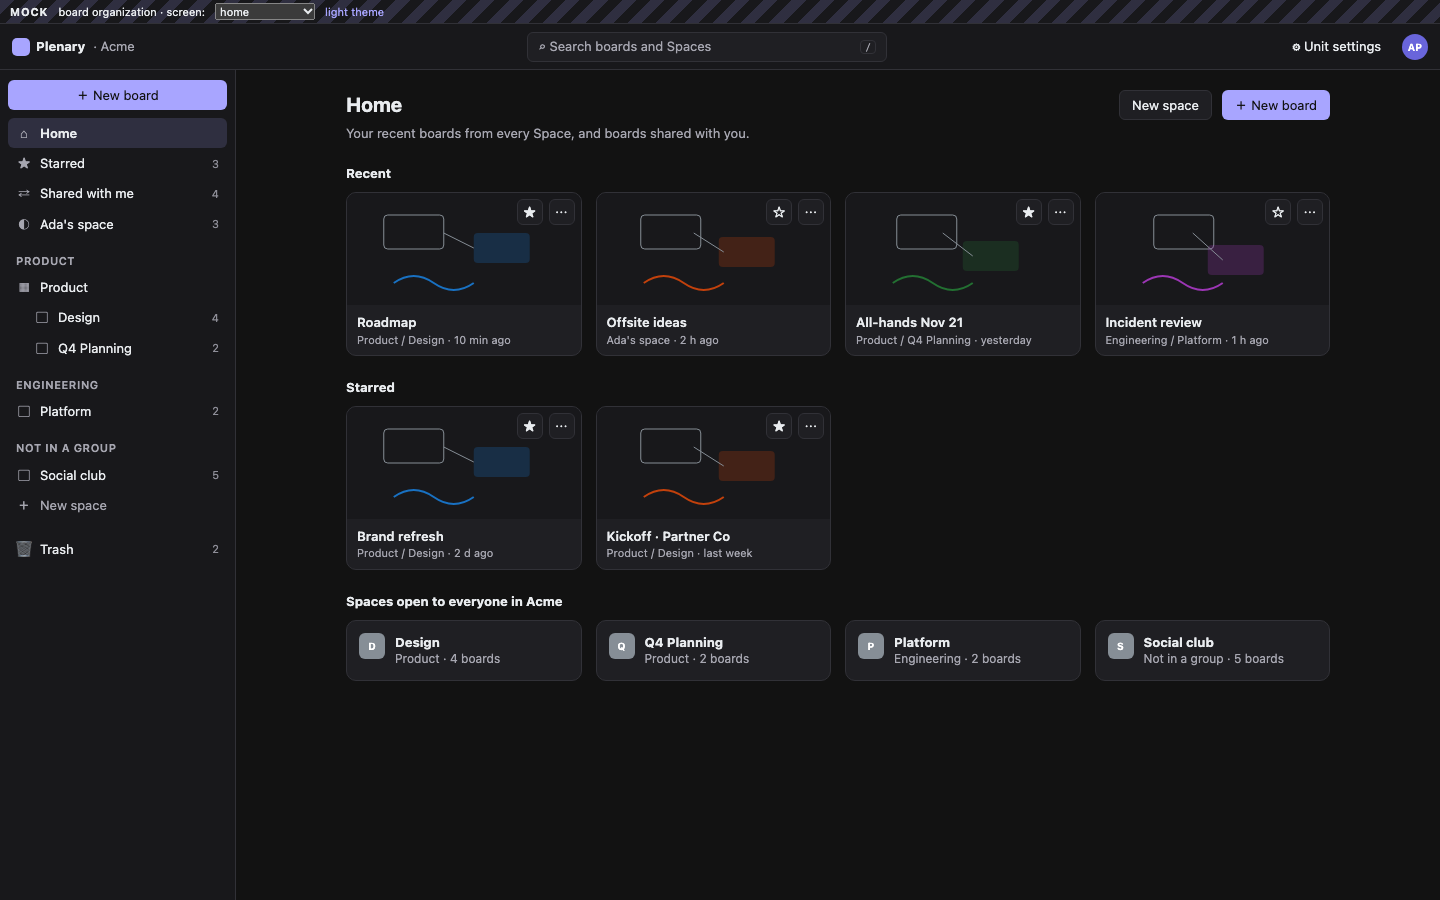 MOCK board organization · screen: home light theme
Plenary · Acme
Search boards and Spaces /
Unit settings
AP
+ New board
Home
Starred 3
Shared with me 4
Ada's space 3
PRODUCT
Product
Design 4
Q4 Planning 2
ENGINEERING
Platform 2
NOT IN A GROUP
Social club 5
+ New space
Trash 2
Home
New space
+ New board
Your recent boards from every Space, and boards shared with you.
Recent
Roadmap
Product / Design · 10 min ago
Offsite ideas
Ada's space · 2 h ago
All-hands Nov 21
Product / Q4 Planning · yesterday
Incident review
Engineering / Platform · 1 h ago
Starred
Brand refresh
Product / Design · 2 d ago
Kickoff · Partner Co
Product / Design · last week
Spaces open to everyone in Acme
D
Design
Product · 4 boards
Q
Q4 Planning
Product · 2 boards
P
Platform
Engineering · 2 boards
S
Social club
Not in a group · 5 boards